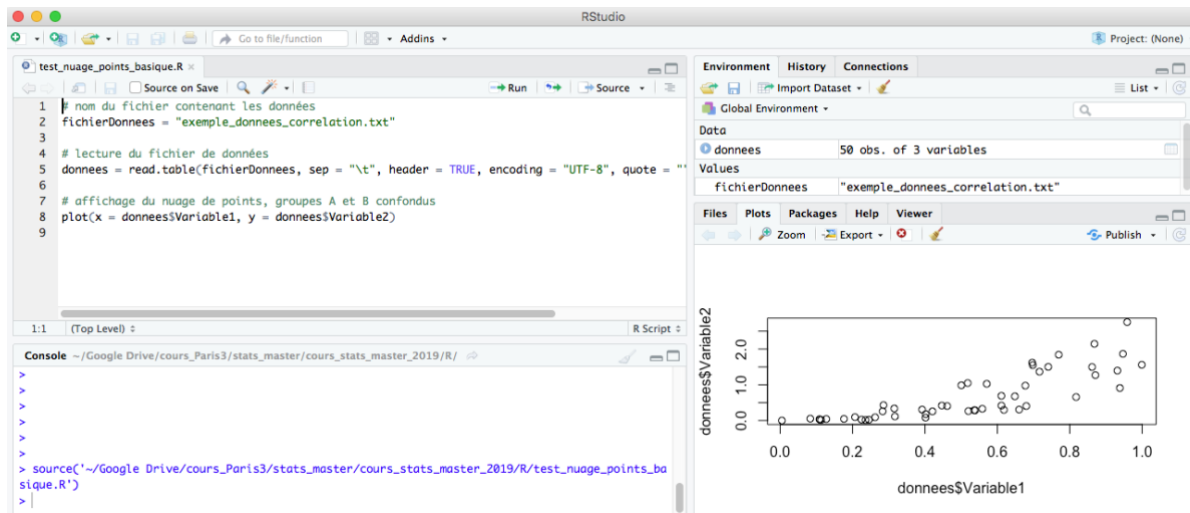 RStudio
Go to file/function
Addins
Project: (None)
test_nuage_points_basique.R
Source on Save
Run
Source
1 # nom du fichier contenant les données
2 fichierDonnees = "exemple_donnees_correlation.txt"
3
4 # lecture du fichier de données
5 donnees = read.table(fichierDonnees, sep = "\t", header = TRUE, encoding = "UTF-8", quote = "
6
7 # affichage du nuage de points, groupes A et B confondus
8 plot(x = donnees$Variable1, y = donnees$Variable2)
9
1:1 (Top Level) R Script
Console ~/Google Drive/cours_Paris3/stats_master/cours_stats_master_2019/R/
>
>
>
>
>
>
> source('~/Google Drive/cours_Paris3/stats_master/cours_stats_master_2019/R/test_nuage_points_ba
sique.R')
>
Environment History Connections
Import Dataset List
Global Environment
Data
donnees 50 obs. of 3 variables
Values
fichierDonnees "exemple_donnees_correlation.txt"
Files Plots Packages Help Viewer
Zoom Export Publish
donnees$Variable2
2.0
1.0
0.0
0.0 0.2 0.4 0.6 0.8 1.0
donnees$Variable1